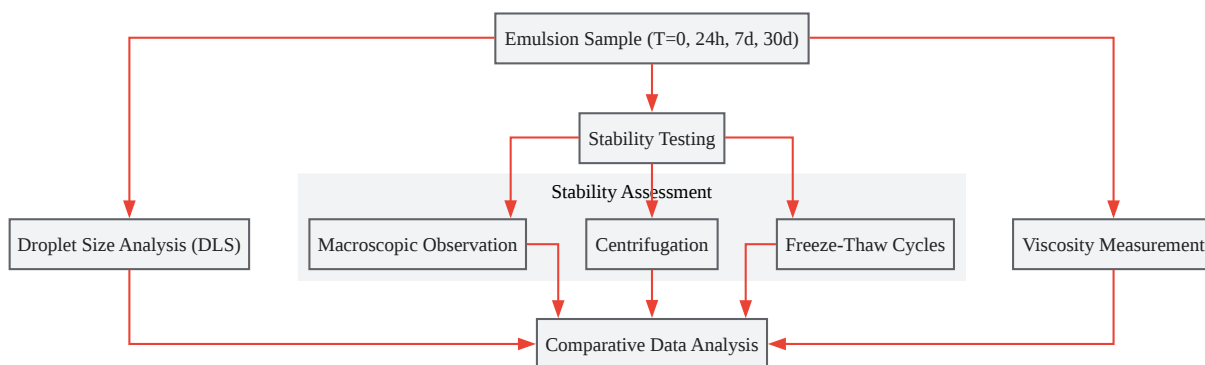 Emulsion Sample (T=0, 24h, 7d, 30d)
Stability Testing
Stability Assessment
Droplet Size Analysis (DLS)
Macroscopic Observation
Centrifugation
Freeze-Thaw Cycles
Viscosity Measurement
Comparative Data Analysis